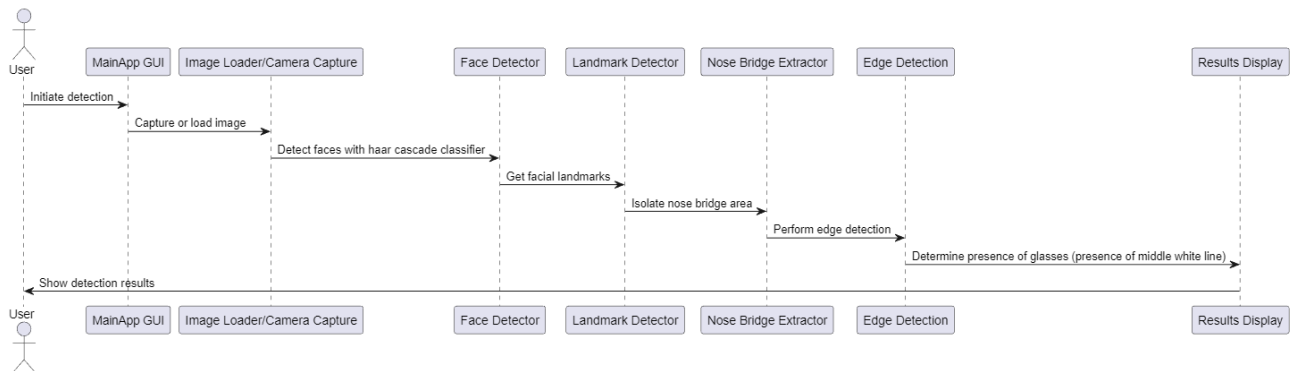 User
MainApp GUI
Image Loader/Camera Capture
Face Detector
Landmark Detector
Nose Bridge Extractor
Edge Detection
Results Display
Initiate detection
Capture or load image
Detect faces with haar cascade classifier
Get facial landmarks
Isolate nose bridge area
Perform edge detection
Determine presence of glasses (presence of middle white line)
Show detection results
User
MainApp GUI
Image Loader/Camera Capture
Face Detector
Landmark Detector
Nose Bridge Extractor
Edge Detection
Results Display